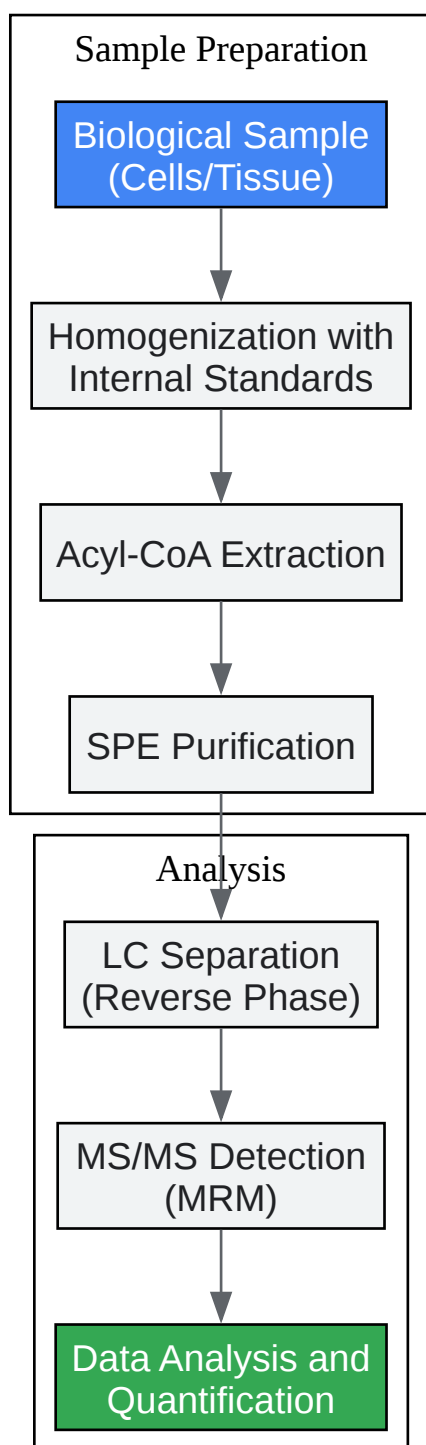 Sample Preparation
Biological Sample
(Cells/Tissue)
Homogenization with
Internal Standards
Acyl-CoA Extraction
SPE Purification
Analysis
LC Separation
(Reverse Phase)
MS/MS Detection
(MRM)
Data Analysis and
Quantification